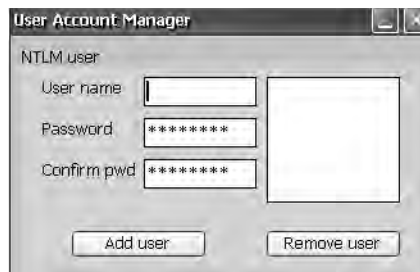 User Account Manager
NTLM user
User name
Password ********
Confirm pwd ********
Add user Remove user